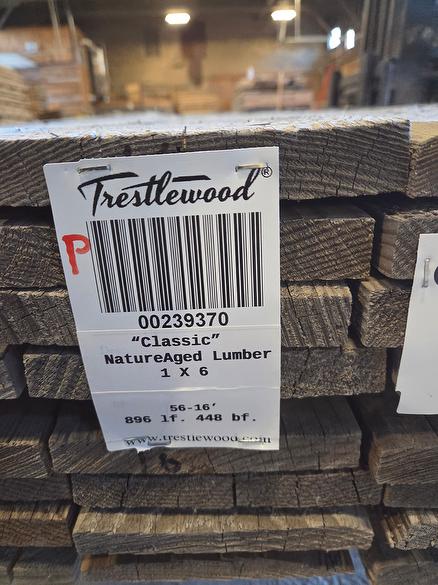 Trestlewood®
P
00239370
“Classic”
NatureAged Lumber
1 X 6
56-16’
896 lf. 448 bf.
www.trestlewood.com